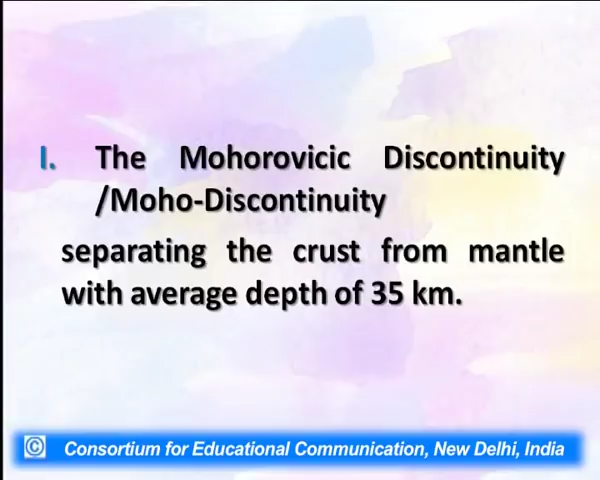 I. The Mohorovicic Discontinuity
/Moho-Discontinuity
separating the crust from mantle
with average depth of 35 km.
© Consortium for Educational Communication, New Delhi, India